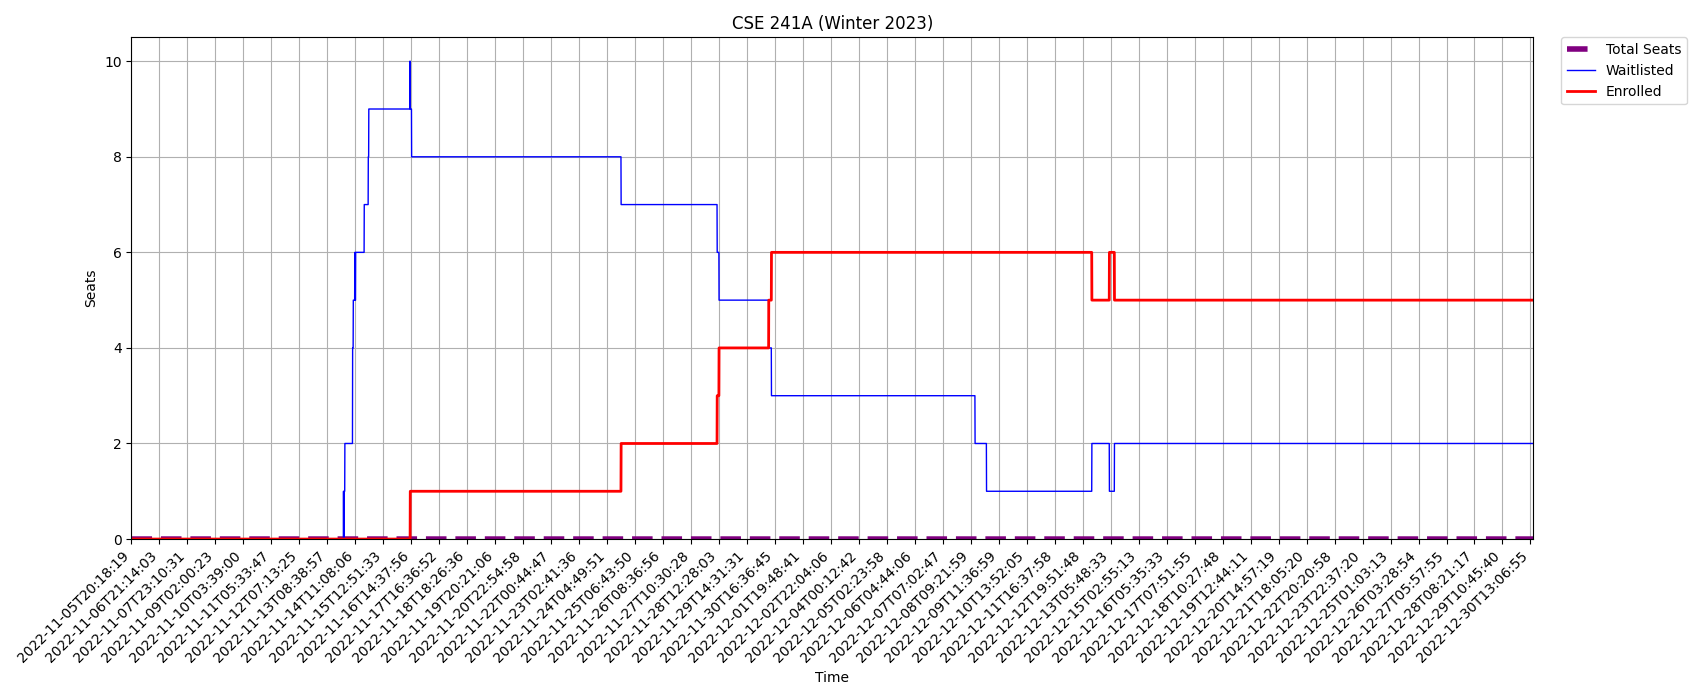 CSE 241A (Winter 2023)
Total Seats
Waitlisted
Enrolled
10
8
6
4
2
0
Seats
2022-11-05T20:18:19
2022-11-06T21:14:03
2022-11-07T23:10:31
2022-11-09T02:00:23
2022-11-10T03:39:00
2022-11-11T05:33:47
2022-11-12T07:13:25
2022-11-13T08:38:57
2022-11-14T11:08:06
2022-11-15T12:51:33
2022-11-16T14:37:56
2022-11-17T16:36:52
2022-11-18T18:26:36
2022-11-19T20:21:06
2022-11-20T22:54:58
2022-11-22T00:44:47
2022-11-23T02:41:36
2022-11-24T04:49:51
2022-11-25T06:43:50
2022-11-26T08:36:56
2022-11-27T10:30:28
2022-11-28T12:28:03
2022-11-29T14:31:31
2022-11-30T16:36:45
2022-12-01T19:48:41
2022-12-02T22:04:06
2022-12-04T00:12:42
2022-12-05T02:23:58
2022-12-06T04:44:06
2022-12-07T07:02:47
2022-12-08T09:21:59
2022-12-09T11:36:59
2022-12-10T13:52:05
2022-12-11T16:37:58
2022-12-12T19:51:48
2022-12-13T05:48:33
2022-12-15T02:55:13
2022-12-16T05:35:33
2022-12-17T07:51:55
2022-12-18T10:27:48
2022-12-19T12:44:11
2022-12-20T14:57:19
2022-12-21T18:05:20
2022-12-22T20:20:58
2022-12-23T22:37:20
2022-12-25T01:03:13
2022-12-26T03:28:54
2022-12-27T05:57:55
2022-12-28T08:21:17
2022-12-29T10:45:40
2022-12-30T13:06:55
Time